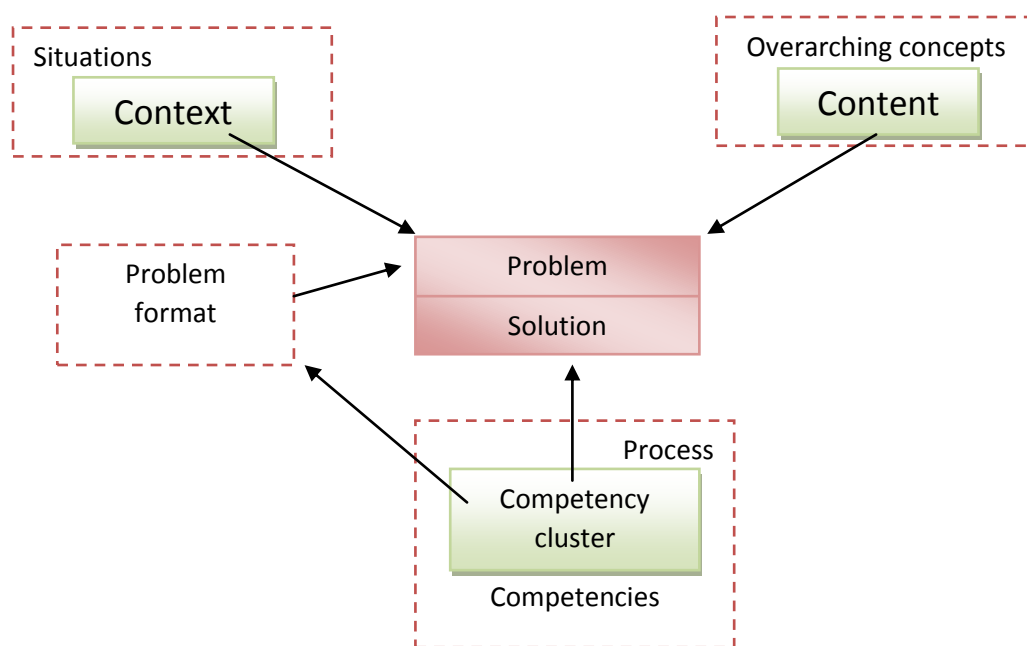 Situations
Context
Overarching concepts
Content
Problem
format
Problem
Solution
Process
Competency
cluster
Competencies